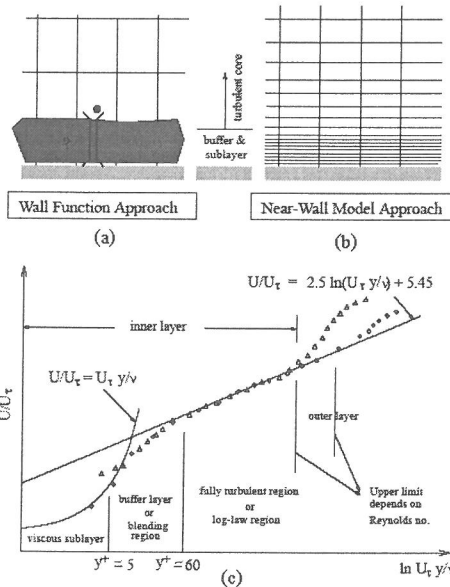 turbulent core
buffer &
sublayer
Wall Function Approach
Near-Wall Model Approach
(a)
(b)
U/Uτ = 2.5 ln(Uτ y/ν) + 5.45
inner layer
U/Uτ = Uτ y/ν
U/Uτ
outer layer
buffer layer
or
blending
region
fully turbulent region
or
log-law region
Upper limit
depends on
Reynolds no.
viscous sublayer
y+ = 5
y+ = 60
ln Uτ y/ν
(c)